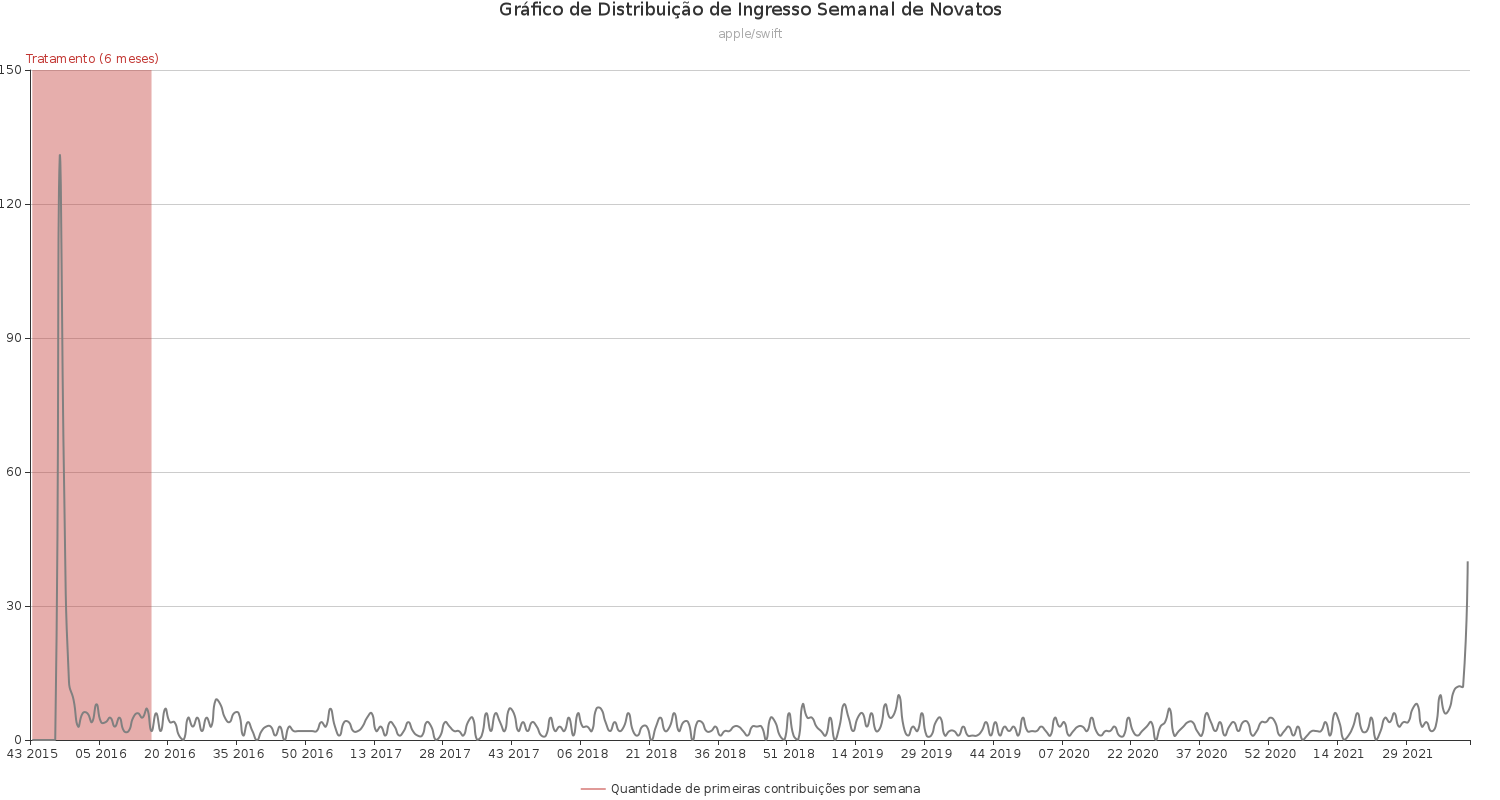 Gráfico de Distribuição de Ingresso Semanal de Novatos
apple/swift
Tratamento (6 meses)
150
120
90
60
30
0
43 2015 05 2016 20 2016 35 2016 50 2016 13 2017 28 2017 43 2017 06 2018 21 2018 36 2018 51 2018 14 2019 29 2019 44 2019 07 2020 22 2020 37 2020 52 2020 14 2021 29 2021
Quantidade de primeiras contribuições por semana